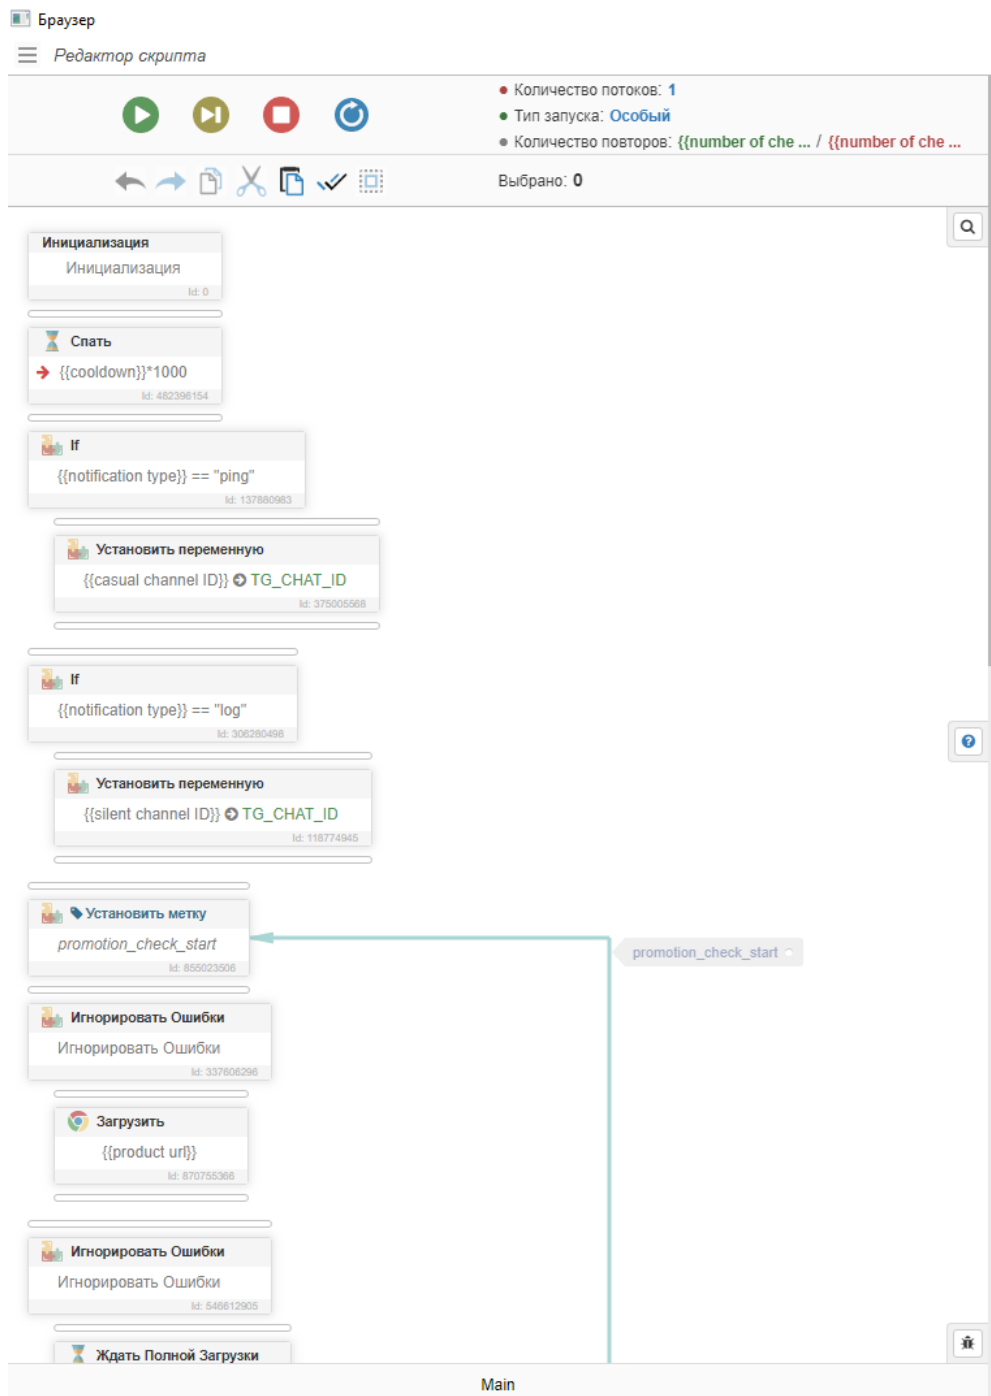 Браузер
Редактор скрипта
Количество потоков: 1
Тип запуска: Особый
Количество повторов: {{number of che ... / {{number of che ...
Выбрано: 0
Инициализация
Инициализация
Id: 0
Спать
{{cooldown}}*1000
Id: 482396154
If
{{notification type}} == "ping"
Id: 137880983
Установить переменную
{{casual channel ID}} TG_CHAT_ID
Id: 375005568
If
{{notification type}} == "log"
Id: 306280498
Установить переменную
{{silent channel ID}} TG_CHAT_ID
Id: 118774945
Установить метку
promotion_check_start
promotion_check_start
Id: 855023506
Игнорировать Ошибки
Игнорировать Ошибки
Id: 337606296
Загрузить
{{product url}}
Id: 870755366
Игнорировать Ошибки
Игнорировать Ошибки
Id: 546612905
Ждать Полной Загрузки
Main